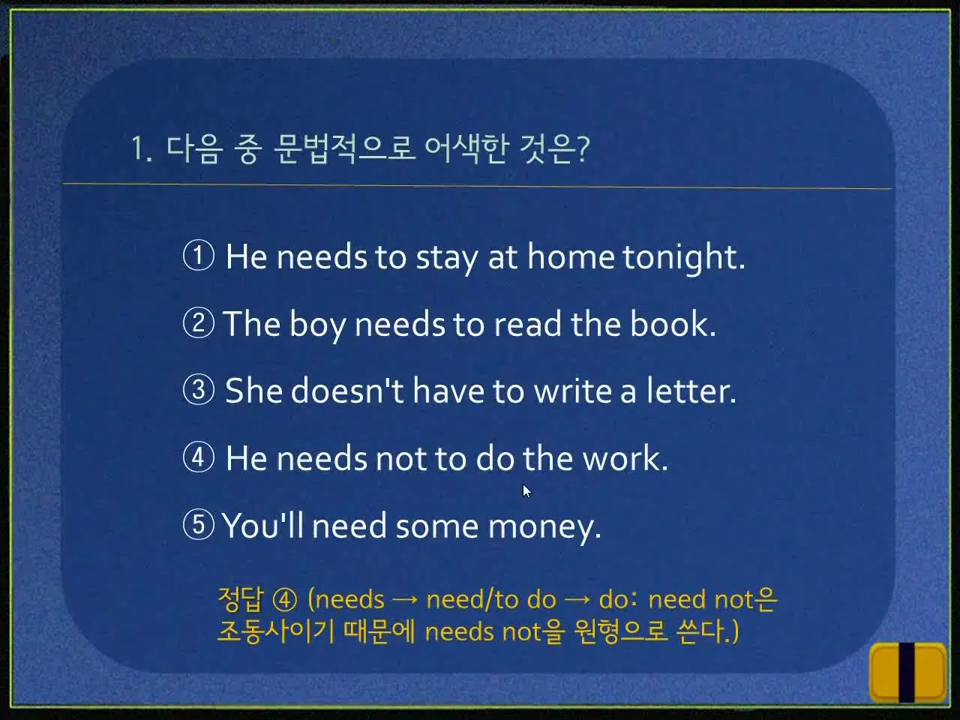 1. 다음 중 문법적으로 어색한 것은?
① He needs to stay at home tonight.
② The boy needs to read the book.
③ She doesn't have to write a letter.
④ He needs not to do the work.
⑤ You'll need some money.
정답 ④ (needs → need/to do → do: need not은
조동사이기 때문에 needs not을 원형으로 쓴다.)